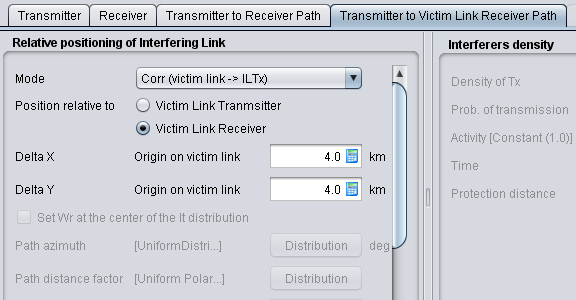 Transmitter Receiver Transmitter to Receiver Path Transmitter to Victim Link Receiver Path
Relative positioning of Interfering Link
Mode Corr (victim link -> ILTx)
Position relative to Victim Link Tranmsitter
Victim Link Receiver
Delta X Origin on victim link 4.0 km
Delta Y Origin on victim link 4.0 km
Set Wr at the center of the It distribution
Path azimuth [UniformDistri...] Distribution deg
Path distance factor [Uniform Polar... Distribution
Interferers density
Density of Tx
Prob. of transmission
Activity [Constant (1.0)]
Time
Protection distance